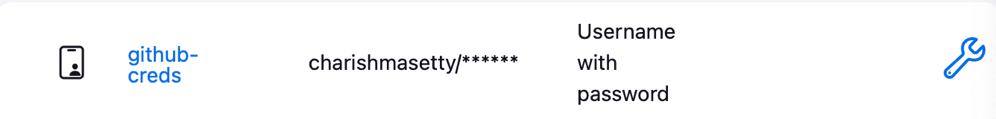 github-
creds
charishmasetty/******
Username
with
password